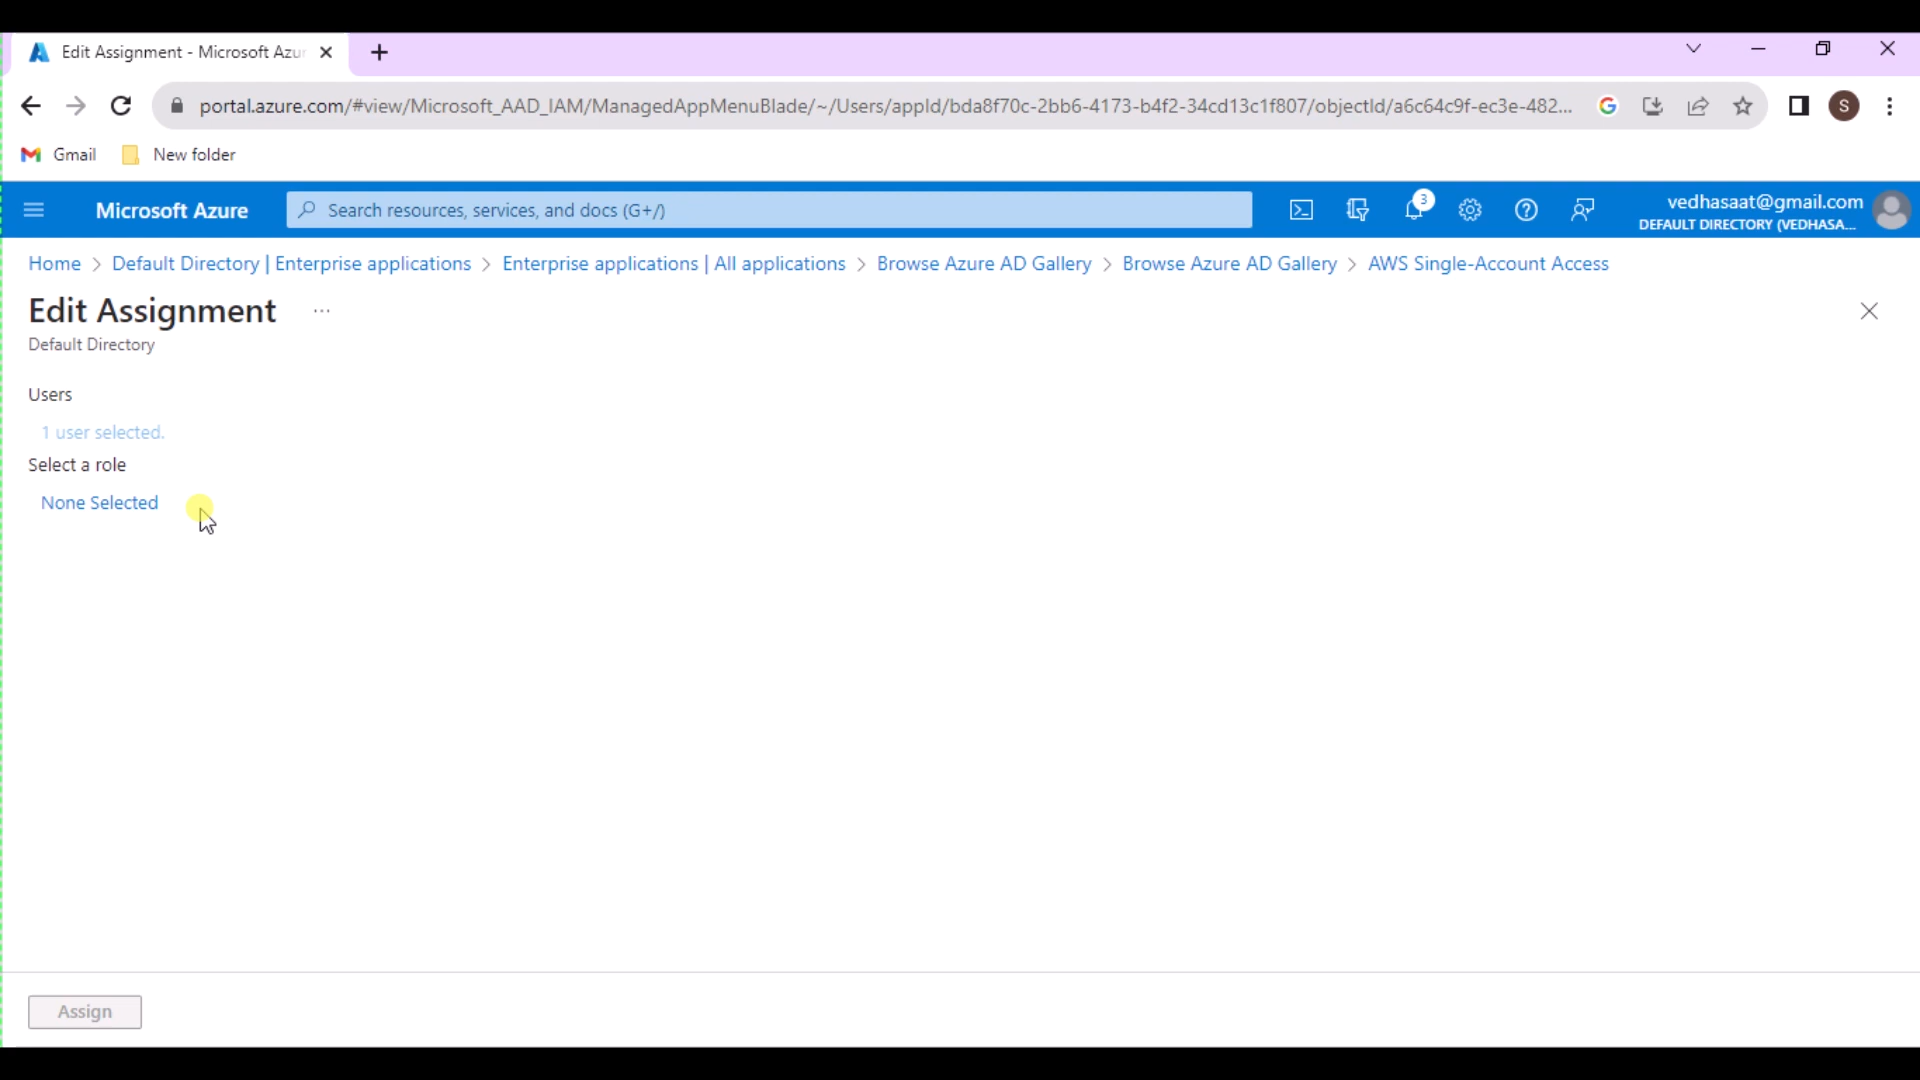 Edit Assignment - Microsoft Azu
portal.azure.com/#view/Microsoft_AAD_IAM/ManagedAppMenuBlade/~/Users/appId/bda8f70c-2bb6-4173-b4f2-34cd13c1f807/objectId/a6c64c9f-ec3e-482...
S
Gmail
New folder
Microsoft Azure
Search resources, services, and docs (G+/)
3
vedhasaat@gmail.com
DEFAULT DIRECTORY (VEDHASA...
Home > Default Directory | Enterprise applications > Enterprise applications | All applications > Browse Azure AD Gallery > Browse Azure AD Gallery > AWS Single-Account Access
Edit Assignment ...
Default Directory
Users
1 user selected.
Select a role
None Selected
Assign